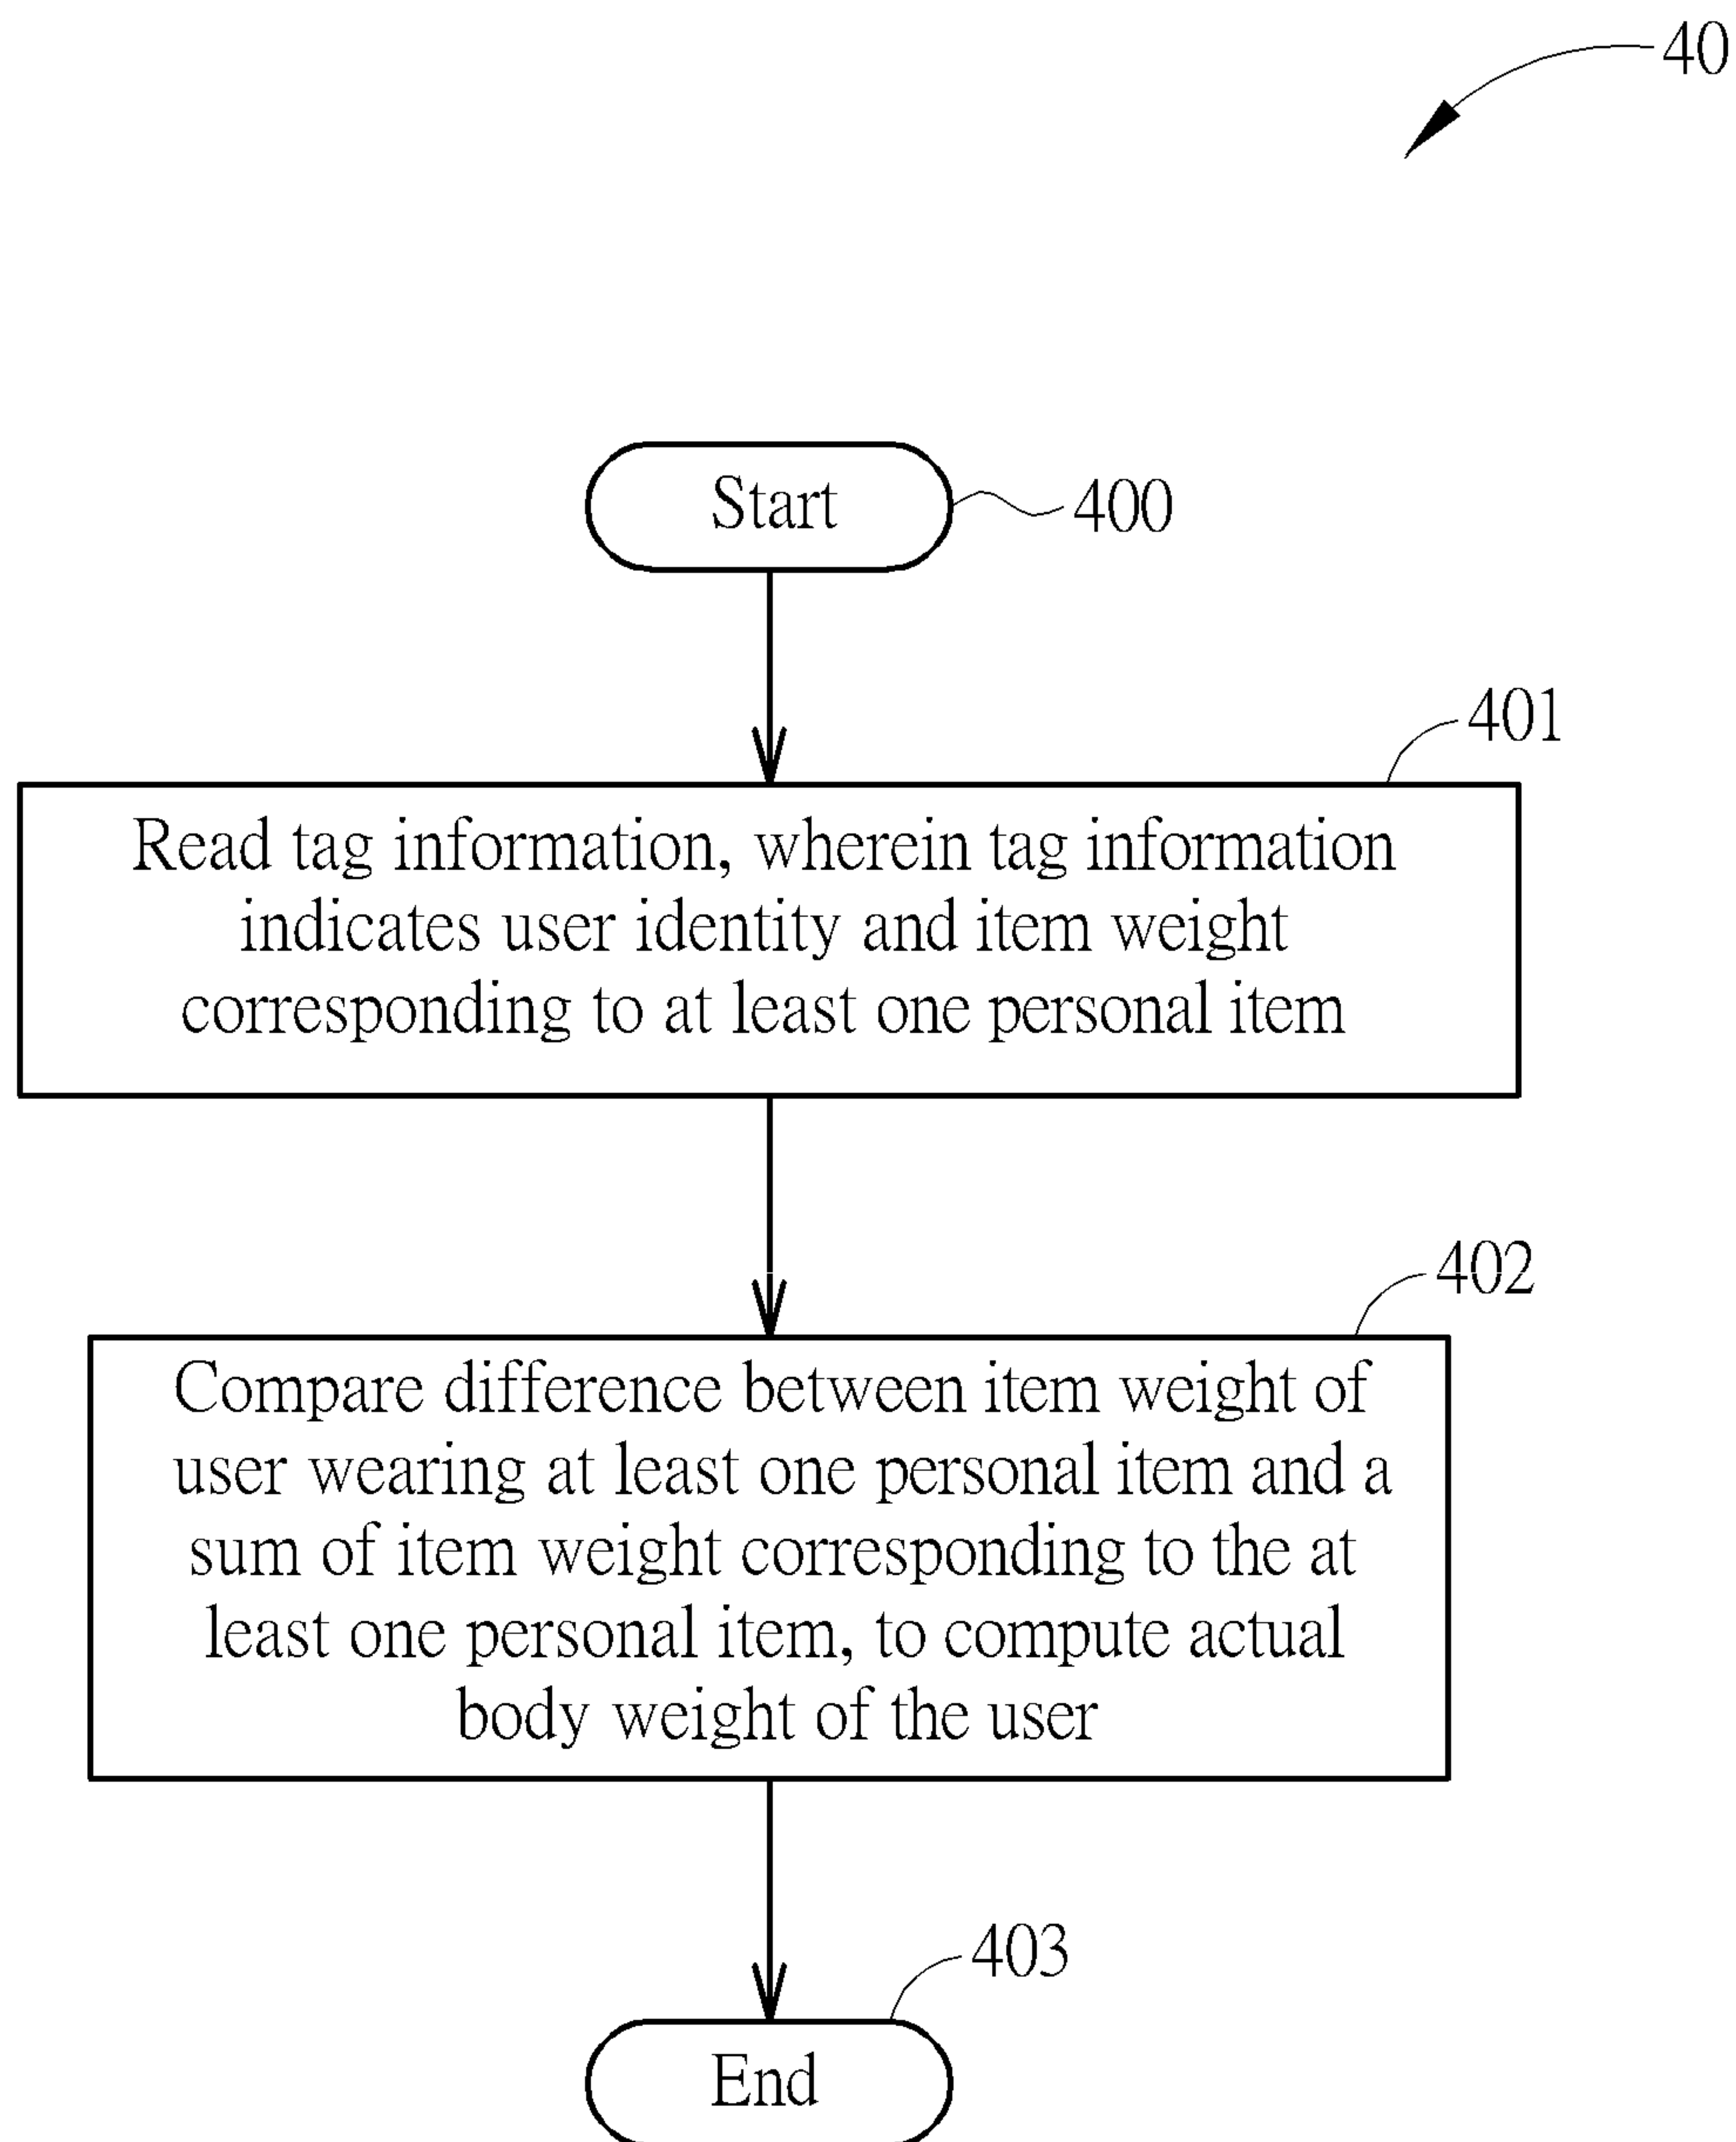 40
Start
400
401
Read tag information, wherein tag information
indicates user identity and item weight
corresponding to at least one personal item
402
Compare difference between item weight of
user wearing at least one personal item and a
sum of item weight corresponding to the at
least one personal item, to compute actual
body weight of the user
403
End